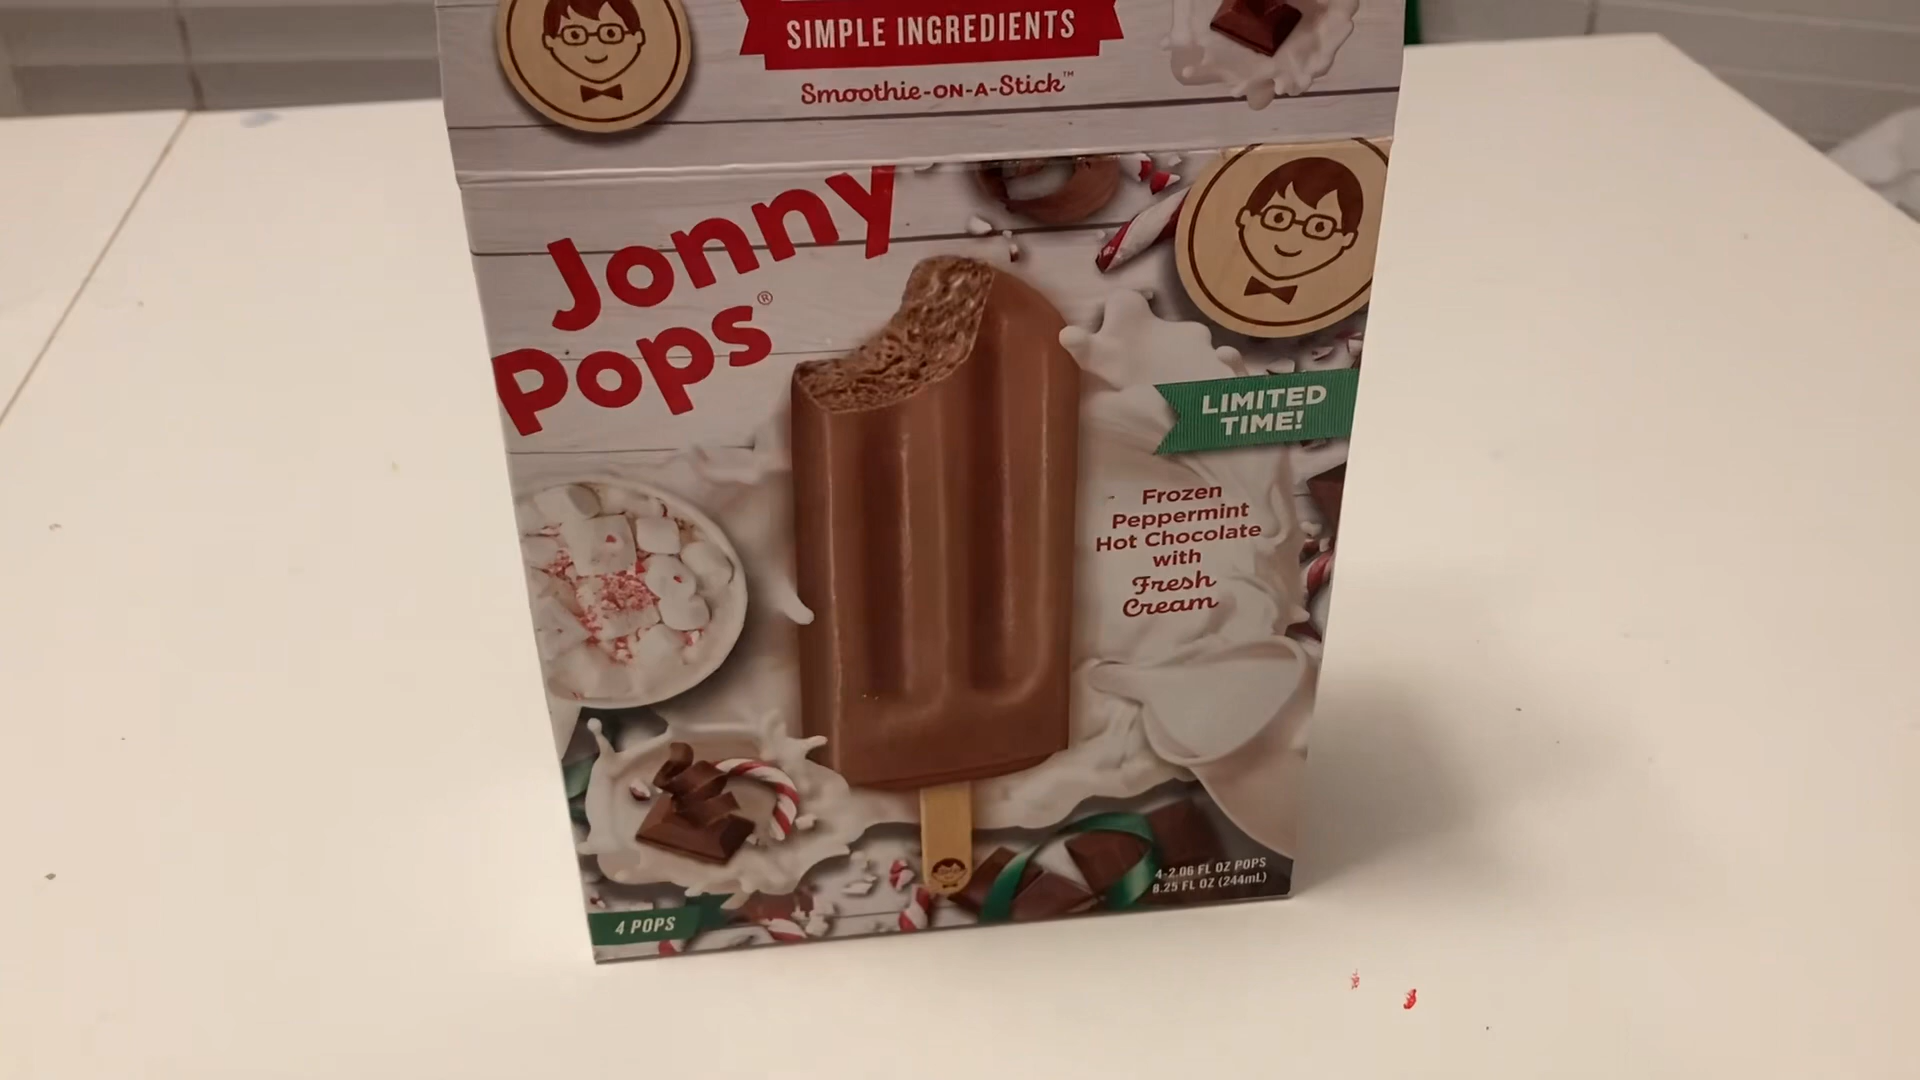 SIMPLE INGREDIENTS
Smoothie-ON-A-Stick™
Jonny
Pops®
LIMITED
TIME!
Frozen
Peppermint
Hot Chocolate
with
Fresh
Cream
4-2.06 FL OZ POPS
8.25 FL OZ (244mL)
4 POPS